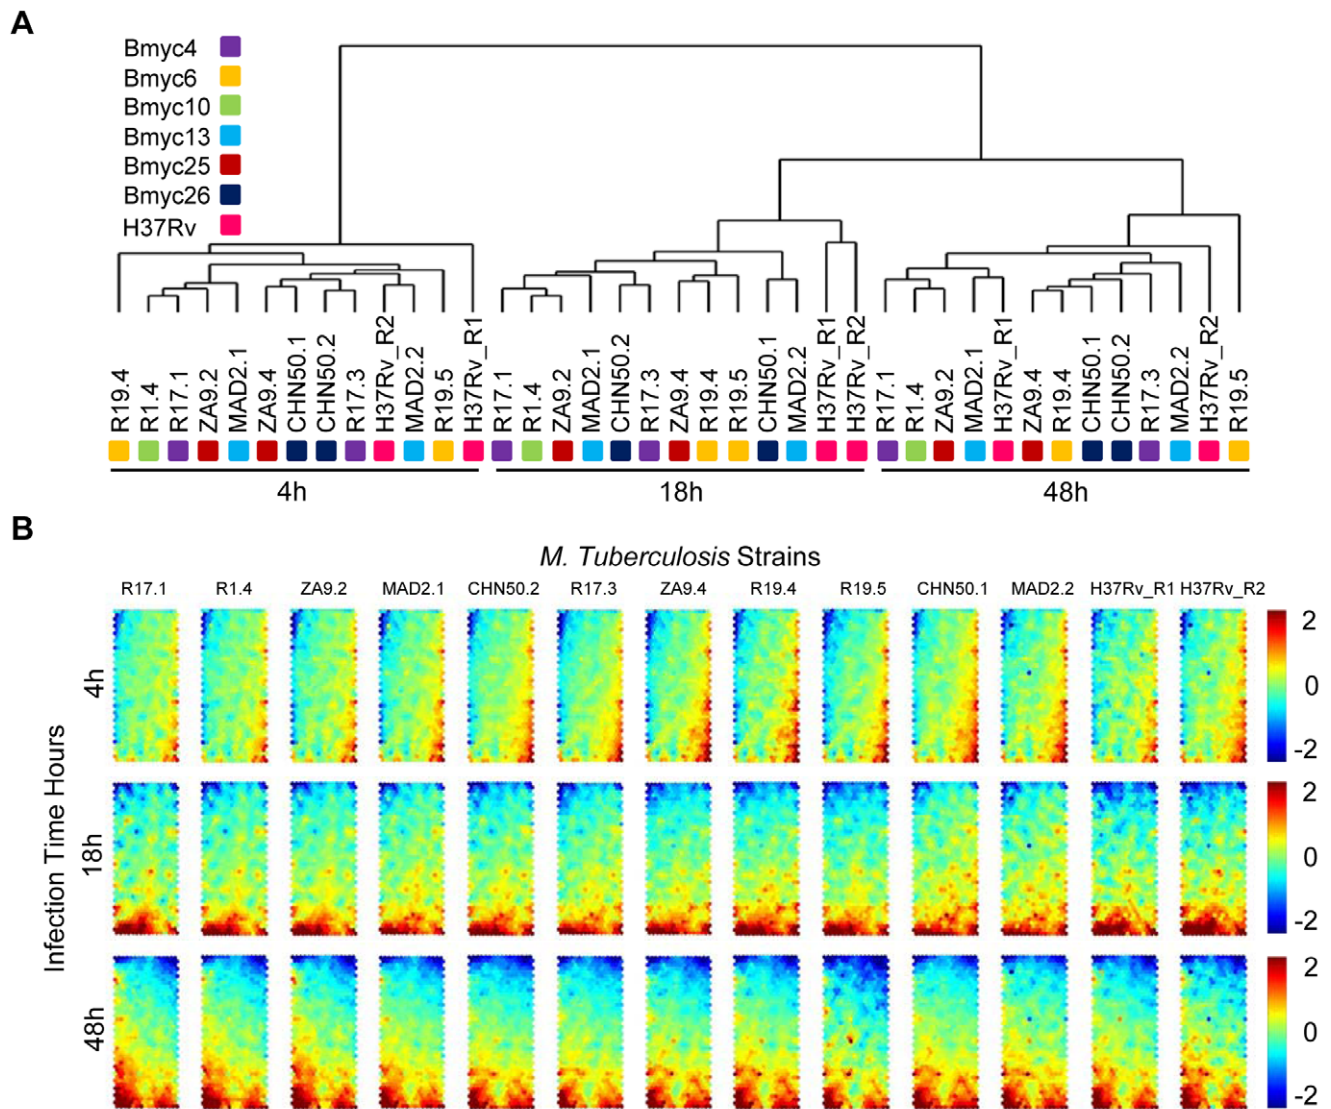 A
Bmyc4
Bmyc6
Bmyc10
Bmyc13
Bmyc25
Bmyc26
H37Rv
R19.4
R1.4
R17.1
ZA9.2
MAD2.1
ZA9.4
CHN50.1
CHN50.2
R17.3
H37Rv_R2
MAD2.2
R19.5
H37Rv_R1
R17.1
R1.4
ZA9.2
MAD2.1
CHN50.2
R17.3
ZA9.4
R19.4
R19.5
CHN50.1
MAD2.2
H37Rv_R1
H37Rv_R2
R17.1
R1.4
ZA9.2
MAD2.1
H37Rv_R1
ZA9.4
R19.4
CHN50.1
CHN50.2
R17.3
MAD2.2
H37Rv_R2
R19.5
4h 18h 48h
B
M. Tuberculosis Strains
R17.1 R1.4 ZA9.2 MAD2.1 CHN50.2 R17.3 ZA9.4 R19.4 R19.5 CHN50.1 MAD2.2 H37Rv_R1 H37Rv_R2
Infection Time Hours
4h
2
0
-2
18h
2
0
-2
48h
2
0
-2